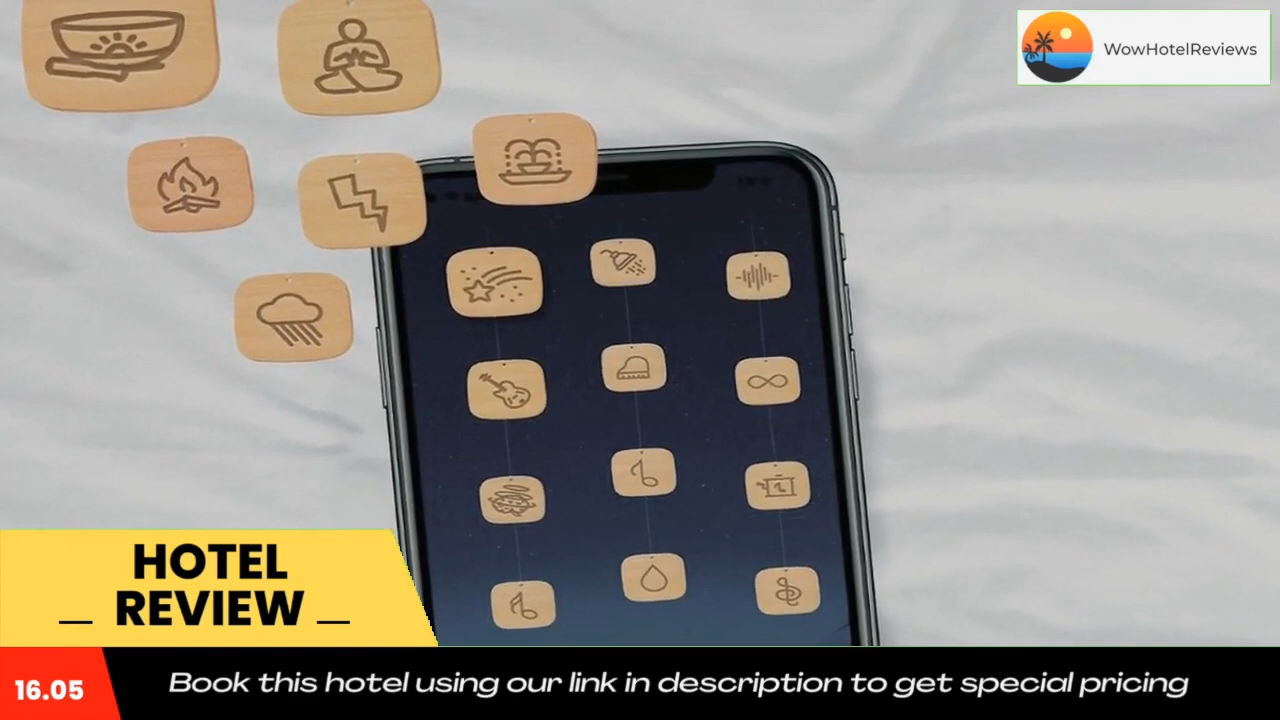 WowHotelReviews
HOTEL
REVIEW
16.05
Book this hotel using our link in description to get special pricing